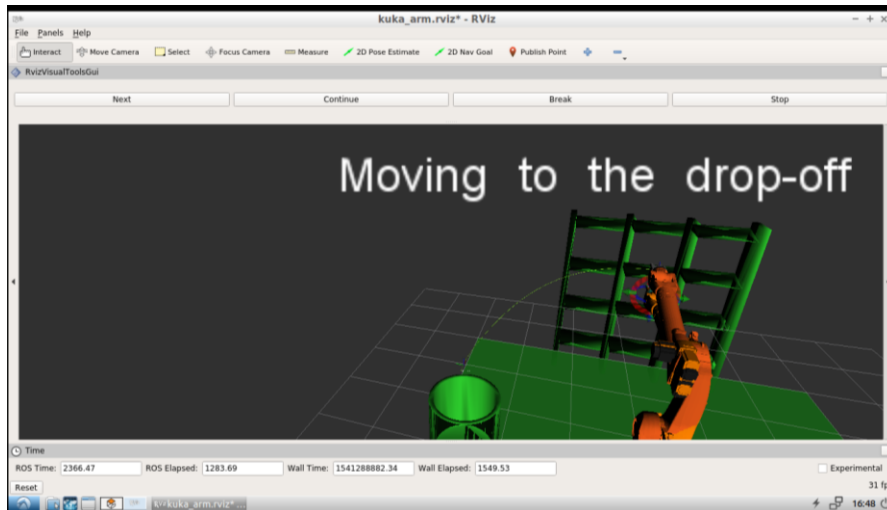 kuka_arm.rviz* - RViz
File Panels Help
Interact Move Camera Select Focus Camera Measure 2D Pose Estimate 2D Nav Goal Publish Point
RvizVisualToolsGui
Next Continue Break Stop
Moving to the drop-off
Time
ROS Time: 2366.47 ROS Elapsed: 1283.69 Wall Time: 1541288882.34 Wall Elapsed: 1549.53 Experimental
Reset 31 fp
kuka_arm.rviz* ... 16:48